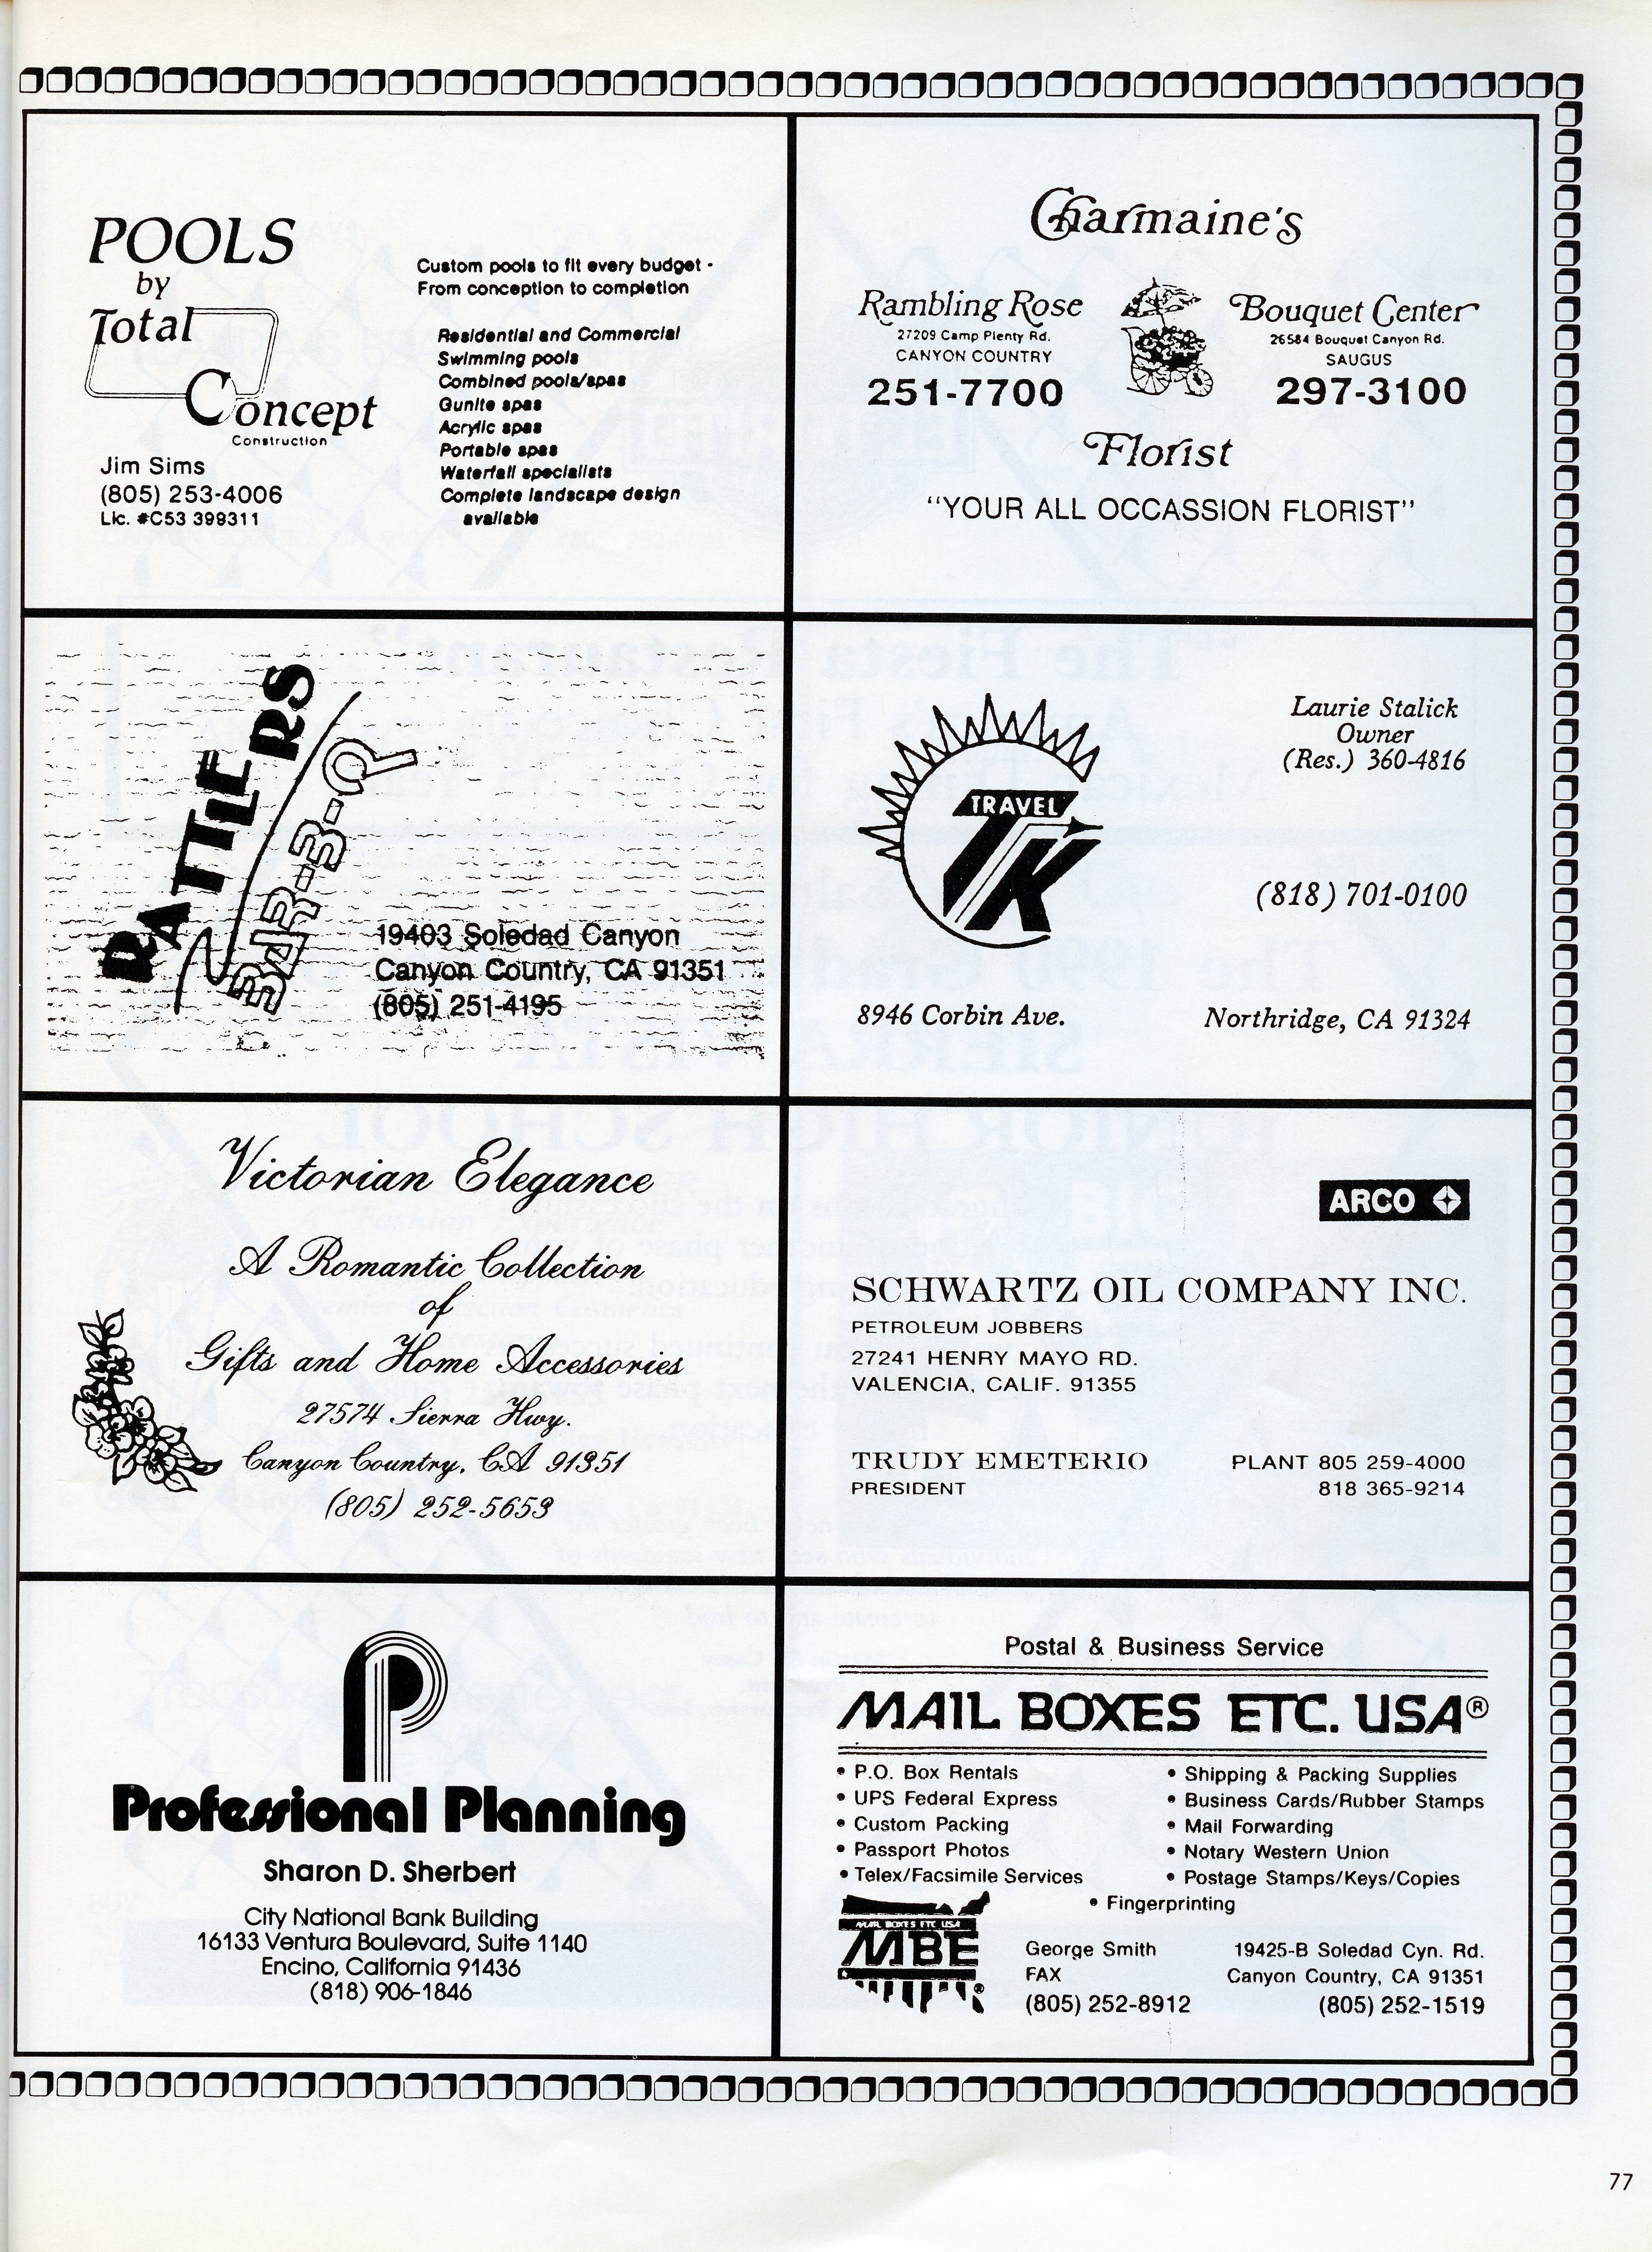 POOLS
by
Total
Concept
Construction
Jim Sims
(805) 253-4006
Lic. #C53 399311
Custom pools to fit every budget -
From conception to completion
Residential and Commercial
Swimming pools
Combined pools/spas
Gunite spas
Acrylic spas
Portable spas
Waterfall specialists
Complete landscape design
available
Charmaine's
Rambling Rose
27209 Camp Plenty Rd.
CANYON COUNTRY
251-7700
Bouquet Center
26584 Bouquet Canyon Rd.
SAUGUS
297-3100
Florist
"YOUR ALL OCCASSION FLORIST"
RATTLERS
BAR-B-Q
19403 Soledad Canyon
Canyon Country, CA 91351
(805) 251-4195
TRAVEL
TK
Laurie Stalick
Owner
(Res.) 360-4816
(818) 701-0100
8946 Corbin Ave.
Northridge, CA 91324
Victorian Elegance
A Romantic Collection
of
Gifts and Home Accessories
27574 Sierra Hwy.
Canyon Country, CA 91351
(805) 252-5653
ARCO
SCHWARTZ OIL COMPANY INC.
PETROLEUM JOBBERS
27241 HENRY MAYO RD.
VALENCIA, CALIF. 91355
TRUDY EMETERIO
PRESIDENT
PLANT 805 259-4000
818 365-9214
P
Professional Planning
Sharon D. Sherbert
City National Bank Building
16133 Ventura Boulevard, Suite 1140
Encino, California 91436
(818) 906-1846
Postal & Business Service
MAIL BOXES ETC. USA®
• P.O. Box Rentals
• UPS Federal Express
• Custom Packing
• Passport Photos
• Telex/Facsimile Services
• Shipping & Packing Supplies
• Business Cards/Rubber Stamps
• Mail Forwarding
• Notary Western Union
• Postage Stamps/Keys/Copies
• Fingerprinting
MAIL BOXES ETC USA
MBE
George Smith
FAX
(805) 252-8912
19425-B Soledad Cyn. Rd.
Canyon Country, CA 91351
(805) 252-1519
77